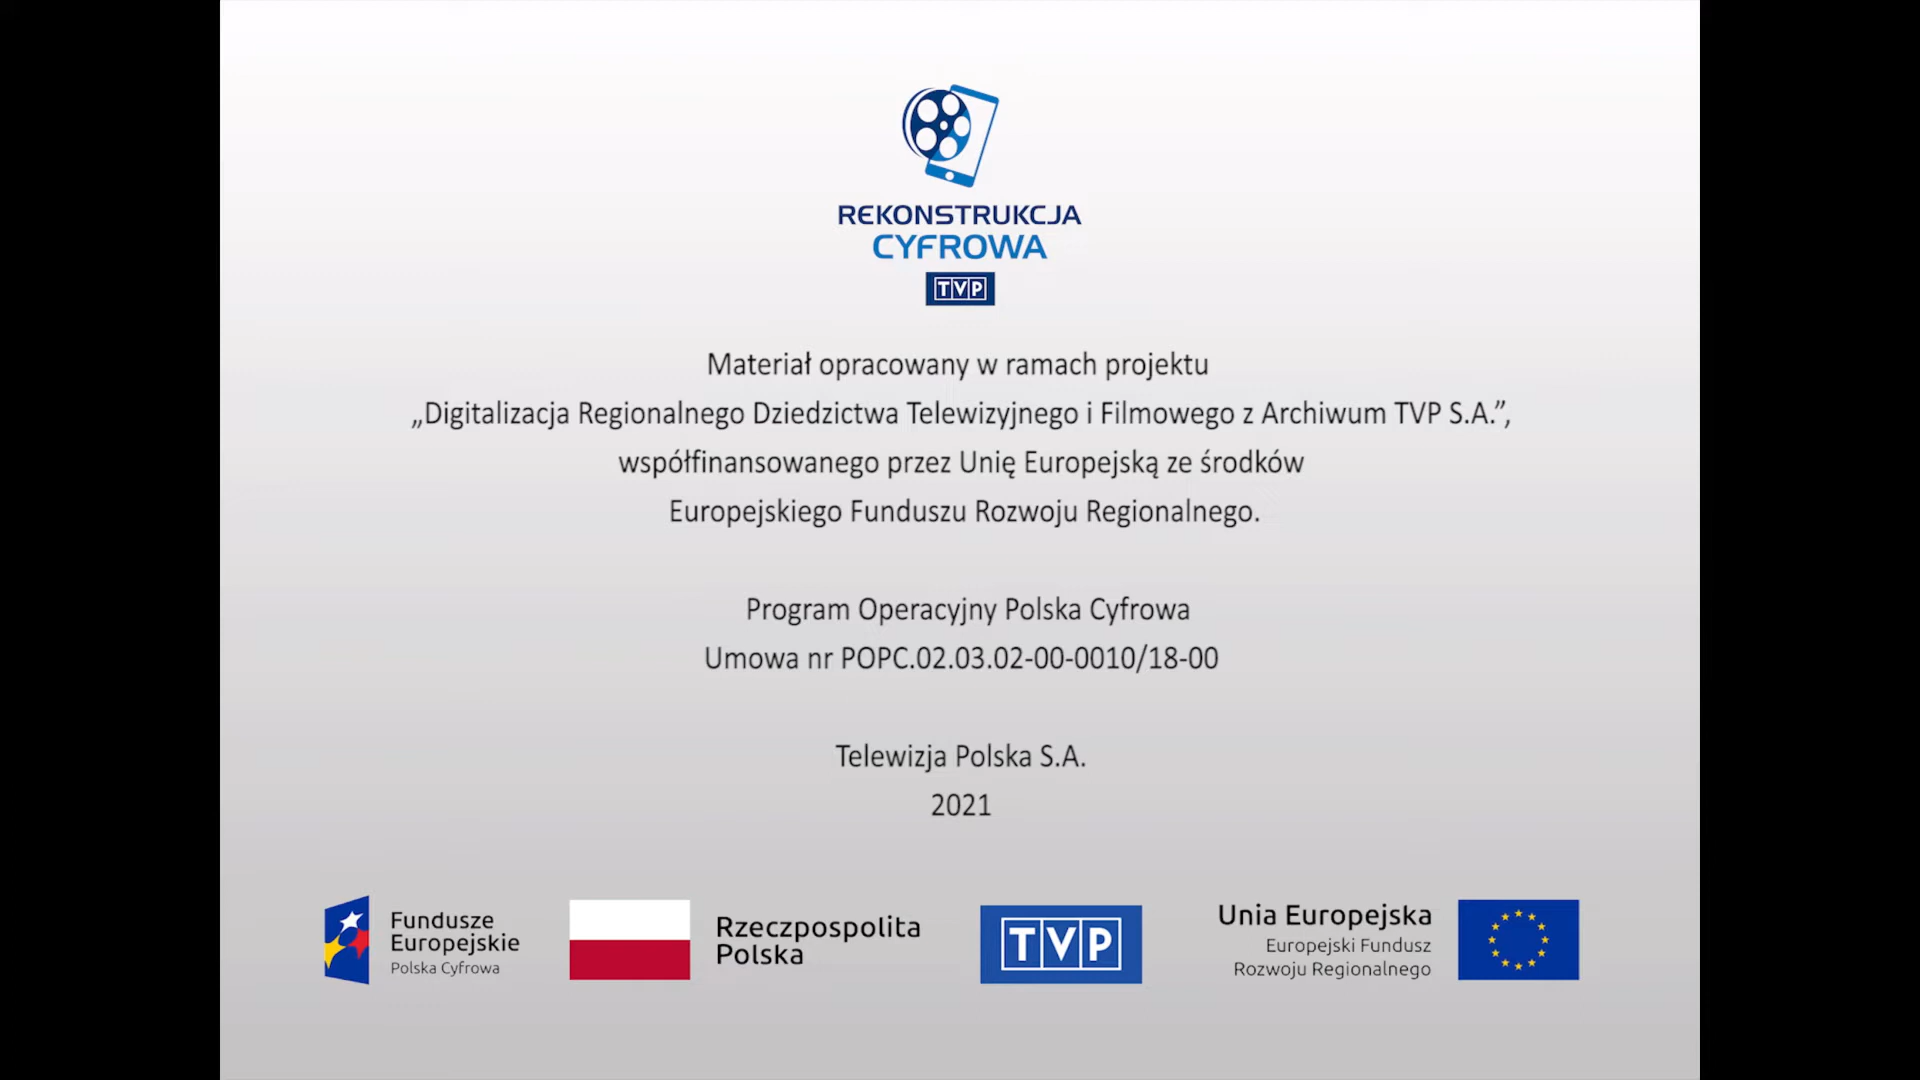 REKONSTRUKCJA
CYFROWA
TVP
Materiał opracowany w ramach projektu
„Digitalizacja Regionalnego Dziedzictwa Telewizyjnego i Filmowego z Archiwum TVP S.A.”,
współfinansowanego przez Unię Europejską ze środków
Europejskiego Funduszu Rozwoju Regionalnego.
Program Operacyjny Polska Cyfrowa
Umowa nr POPC.02.03.02-00-0010/18-00
Telewizja Polska S.A.
2021
Fundusze
Europejskie
Polska Cyfrowa
Rzeczpospolita
Polska
TVP
Unia Europejska
Europejski Fundusz
Rozwoju Regionalnego